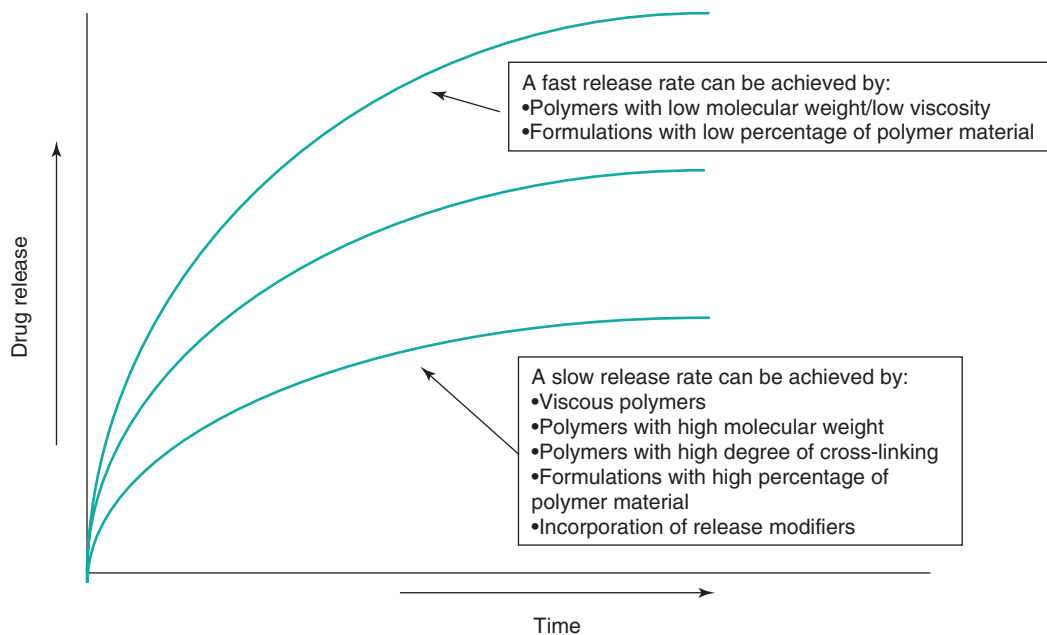 A fast release rate can be achieved by:
•Polymers with low molecular weight/low viscosity
•Formulations with low percentage of polymer material
Drug release
A slow release rate can be achieved by:
•Viscous polymers
•Polymers with high molecular weight
•Polymers with high degree of cross-linking
•Formulations with high percentage of
polymer material
•Incorporation of release modifiers
Time